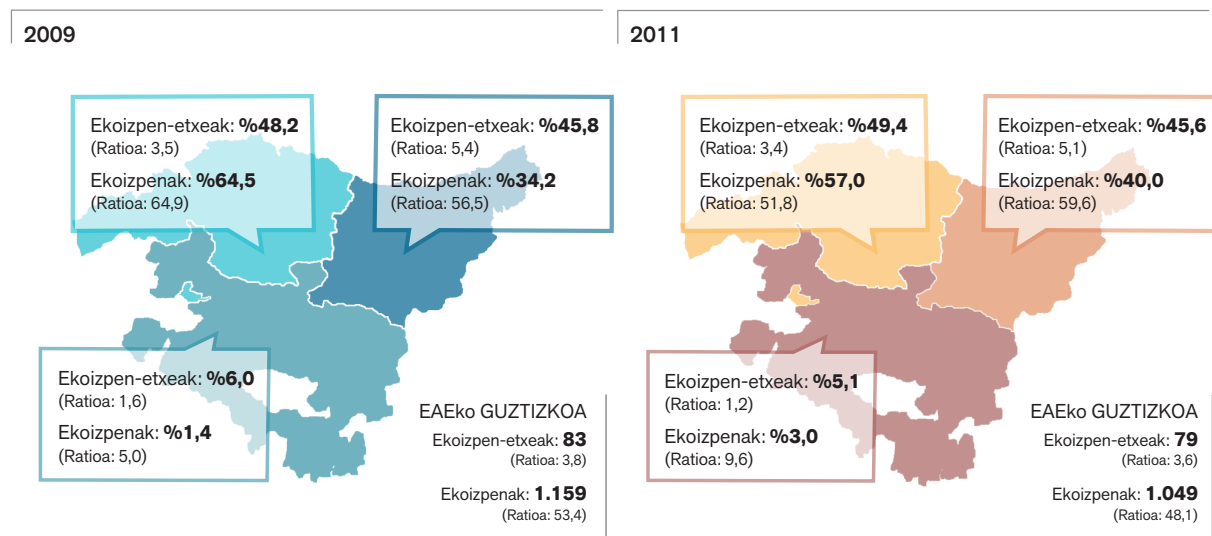 2009
Ekoizpen-etxeak: %48,2
(Ratioa: 3,5)
Ekoizpenak: %64,5
(Ratioa: 64,9)
Ekoizpen-etxeak: %45,8
(Ratioa: 5,4)
Ekoizpenak: %34,2
(Ratioa: 56,5)
Ekoizpen-etxeak: %6,0
(Ratioa: 1,6)
Ekoizpenak: %1,4
(Ratioa: 5,0)
EAEko GUZTIZKOA
Ekoizpen-etxeak: 83
(Ratioa: 3,8)
Ekoizpenak: 1.159
(Ratioa: 53,4)
2011
Ekoizpen-etxeak: %49,4
(Ratioa: 3,4)
Ekoizpenak: %57,0
(Ratioa: 51,8)
Ekoizpen-etxeak: %45,6
(Ratioa: 5,1)
Ekoizpenak: %40,0
(Ratioa: 59,6)
Ekoizpen-etxeak: %5,1
(Ratioa: 1,2)
Ekoizpenak: %3,0
(Ratioa: 9,6)
EAEko GUZTIZKOA
Ekoizpen-etxeak: 79
(Ratioa: 3,6)
Ekoizpenak: 1.049
(Ratioa: 48,1)